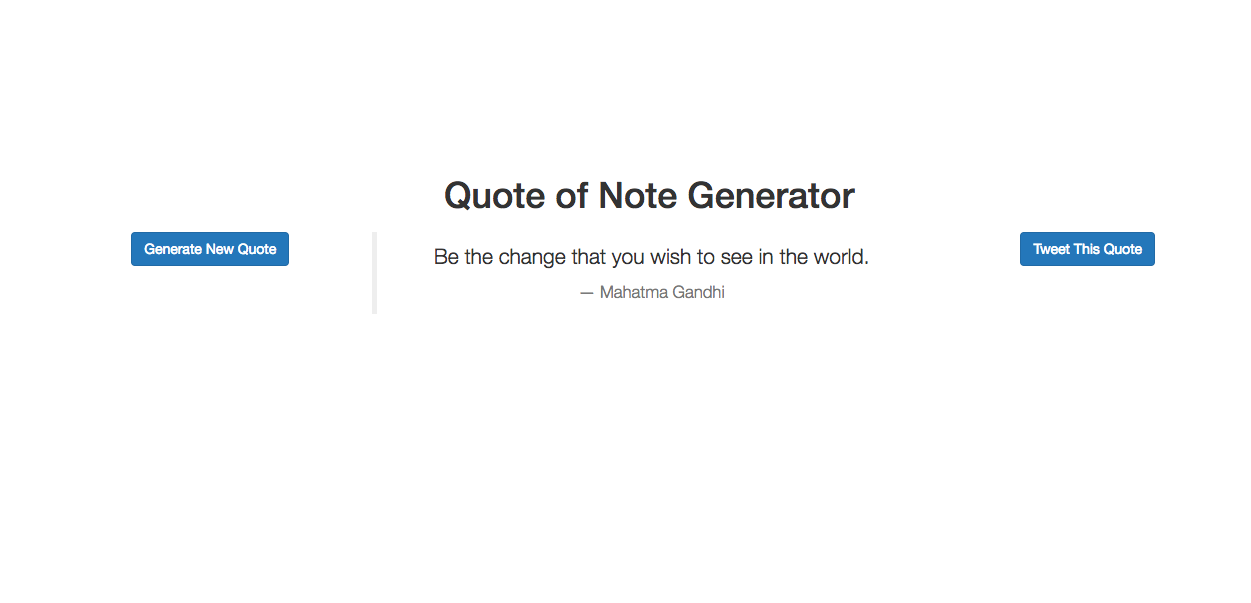 Quote of Note Generator
Generate New Quote
Be the change that you wish to see in the world.
— Mahatma Gandhi
Tweet This Quote